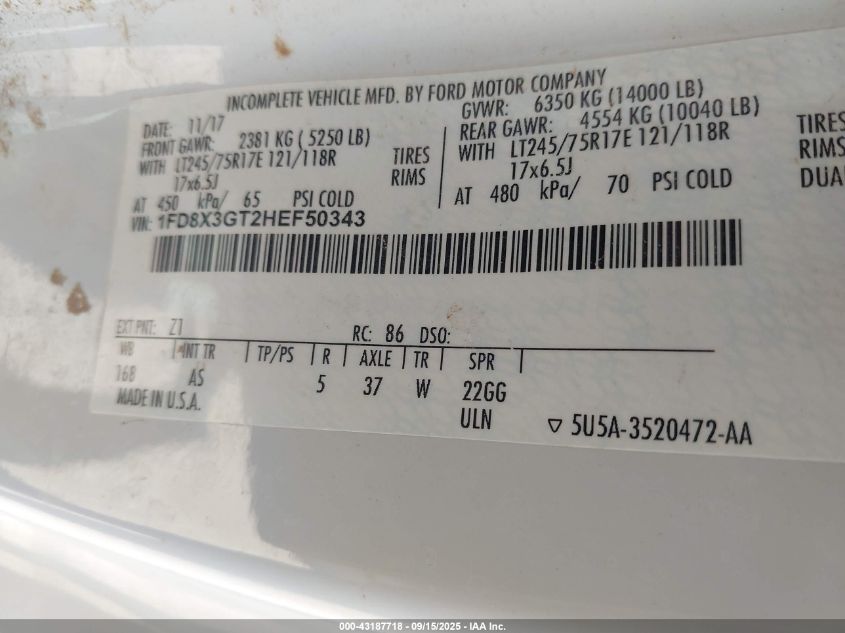 INCOMPLETE VEHICLE MFD. BY FORD MOTOR COMPANY
DATE: 11/17 GVWR: 6350 KG (14000 LB)
FRONT GAWR: 2381 KG ( 5250 LB) REAR GAWR: 4554 KG (10040 LB)
WITH LT245/75R17E 121/118R TIRES WITH LT245/75R17E 121/118R TIRES
17x6.5J RIMS 17x6.5J RIMS
AT 450 kPa/ 65 PSI COLD AT 480 kPa/ 70 PSI COLD DUAL
VIN: 1FD8X3GT2HEF50343
EXT PNT: Z1 RC: 86 DSO:
WB INT TR TP/PS R AXLE TR SPR
168 AS 5 37 W 22GG
MADE IN U.S.A. ULN ▽ 5U5A-3520472-AA
000-43187718 - 09/15/2025 - IAA Inc.